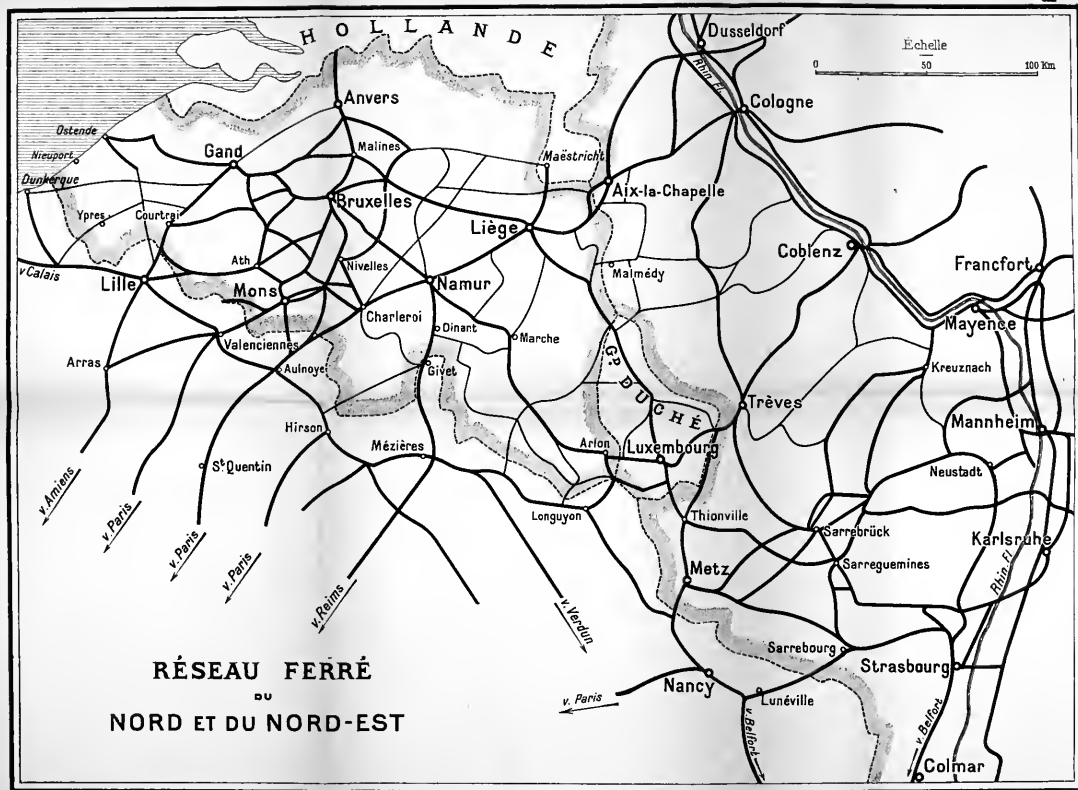 HOLLANDE
Dusseldorf
Échelle
0 50 100 Km
Rhin Fl.
Anvers
Cologne
Ostende
Malines
Nieuport
Gand
Maëstricht
Dunkerque
Aix-la-Chapelle
Bruxelles
Ypres
Courtrai
Liège
Coblenz
v Calais
Ath
Nivelles
Malmédy
Francfort
Lille
Mons
Namur
Charleroi
Mayence
Valenciennes
Dinant
Marche
Arras
Aulnoye
Givet
Kreuznach
GD DUCHÉ
Trèves
Hirson
Mannheim
Mézières
Arlon
Luxembourg
St Quentin
Neustadt
v. Amiens
v. Paris
v. Paris
v. Paris
v. Reims
v. Verdun
Longuyon
Thionville
Sarrebrück
Karlsruhe
Metz
Sarreguemines
Rhin Fl.
Sarrebourg
Strasbourg
RÉSEAU FERRÉ
DU
NORD ET DU NORD-EST
Nancy
v. Paris
Lunéville
v. Belfort
v. Belfort
Colmar